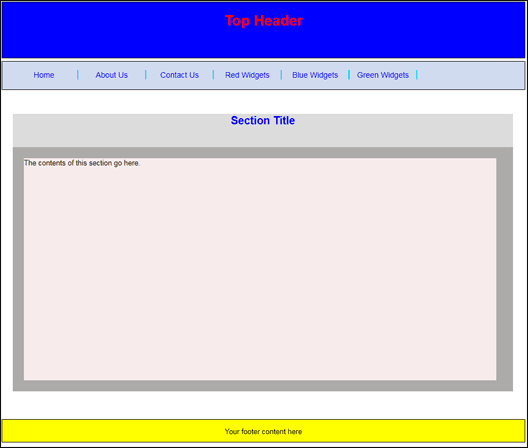 Top Header
Home About Us Contact Us Red Widgets Blue Widgets Green Widgets
Section Title
The contents of this section go here.
Your footer content here